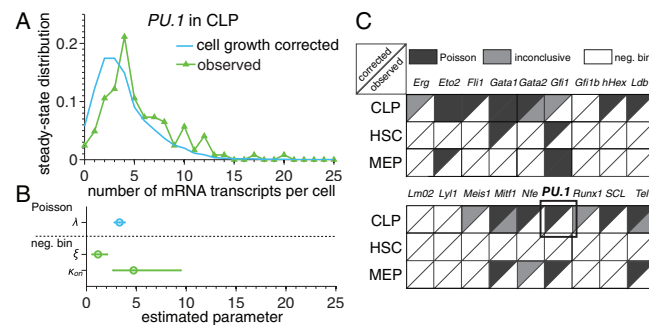 A
PU.1 in CLP
cell growth corrected
observed
steady-state distribution
0.2
0.1
0
0 5 10 15 20 25
number of mRNA transcripts per cell
B
Poisson
λ
neg. bin
ξ
κon
0 5 10 15 20 25
estimated parameter
C
corrected
observed
Poisson inconclusive neg. bin
Erg Eto2 Fli1 Gata1 Gata2 Gfi1 Gfi1b hHex Ldb
CLP
HSC
MEP
Lm02 Lyl1 Meis1 Mitf1 Nfe PU.1 Runx1 SCL Tel
CLP
HSC
MEP